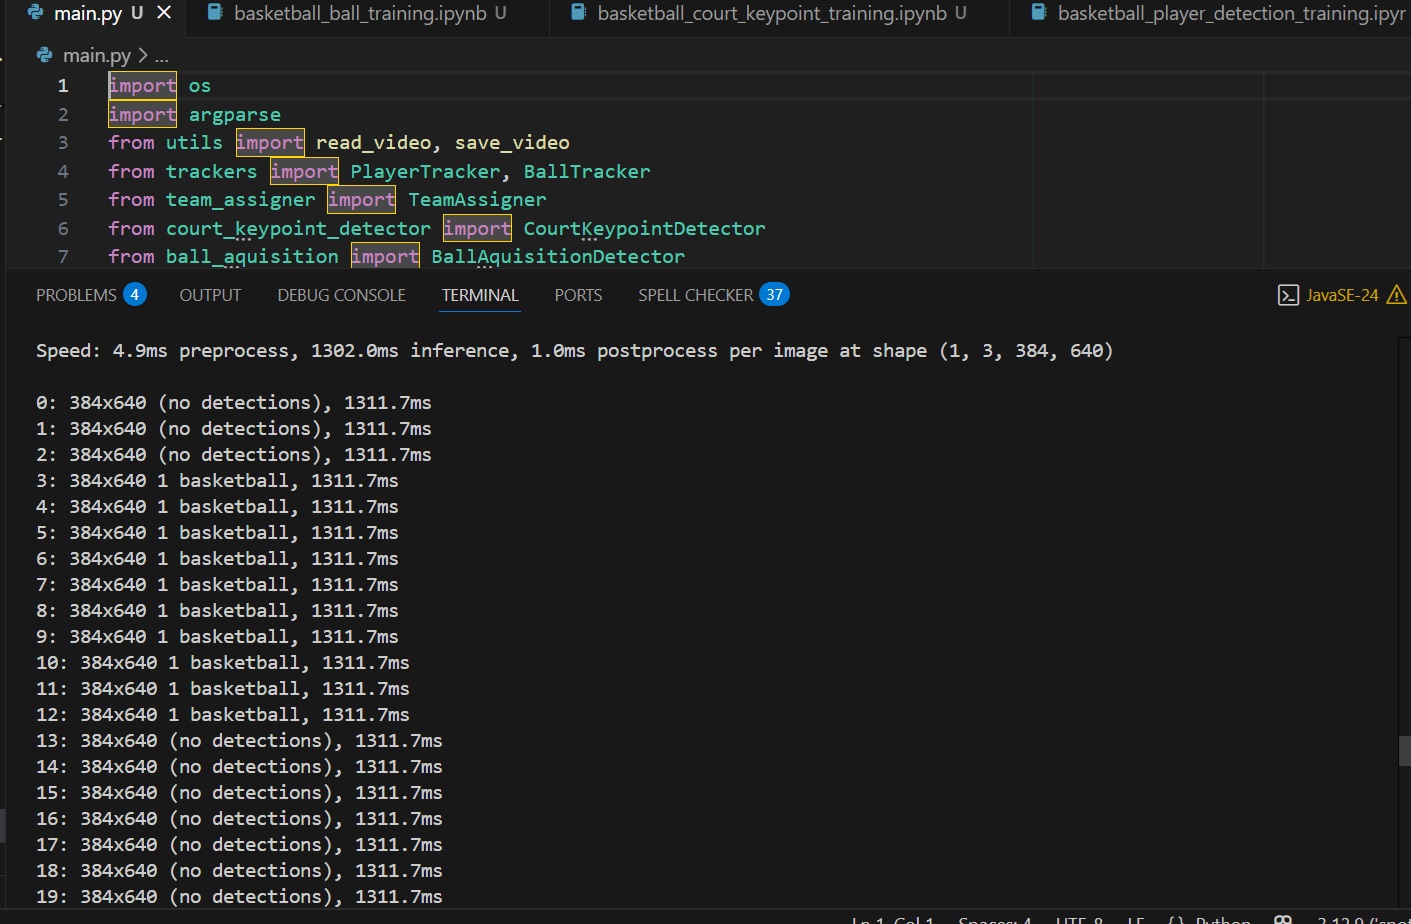 main.py U ✕ basketball_ball_training.ipynb U basketball_court_keypoint_training.ipynb U basketball_player_detection_training.ipyr
main.py > ...
1 import os
2 import argparse
3 from utils import read_video, save_video
4 from trackers import PlayerTracker, BallTracker
5 from team_assigner import TeamAssigner
6 from court_keypoint_detector import CourtKeypointDetector
7 from ball_aquisition import BallAquisitionDetector
PROBLEMS 4 OUTPUT DEBUG CONSOLE TERMINAL PORTS SPELL CHECKER 37 JavaSE-24
Speed: 4.9ms preprocess, 1302.0ms inference, 1.0ms postprocess per image at shape (1, 3, 384, 640)
0: 384x640 (no detections), 1311.7ms
1: 384x640 (no detections), 1311.7ms
2: 384x640 (no detections), 1311.7ms
3: 384x640 1 basketball, 1311.7ms
4: 384x640 1 basketball, 1311.7ms
5: 384x640 1 basketball, 1311.7ms
6: 384x640 1 basketball, 1311.7ms
7: 384x640 1 basketball, 1311.7ms
8: 384x640 1 basketball, 1311.7ms
9: 384x640 1 basketball, 1311.7ms
10: 384x640 1 basketball, 1311.7ms
11: 384x640 1 basketball, 1311.7ms
12: 384x640 1 basketball, 1311.7ms
13: 384x640 (no detections), 1311.7ms
14: 384x640 (no detections), 1311.7ms
15: 384x640 (no detections), 1311.7ms
16: 384x640 (no detections), 1311.7ms
17: 384x640 (no detections), 1311.7ms
18: 384x640 (no detections), 1311.7ms
19: 384x640 (no detections), 1311.7ms
Ln 1, Col 1 Spaces: 4 UTF-8 LF {} Python